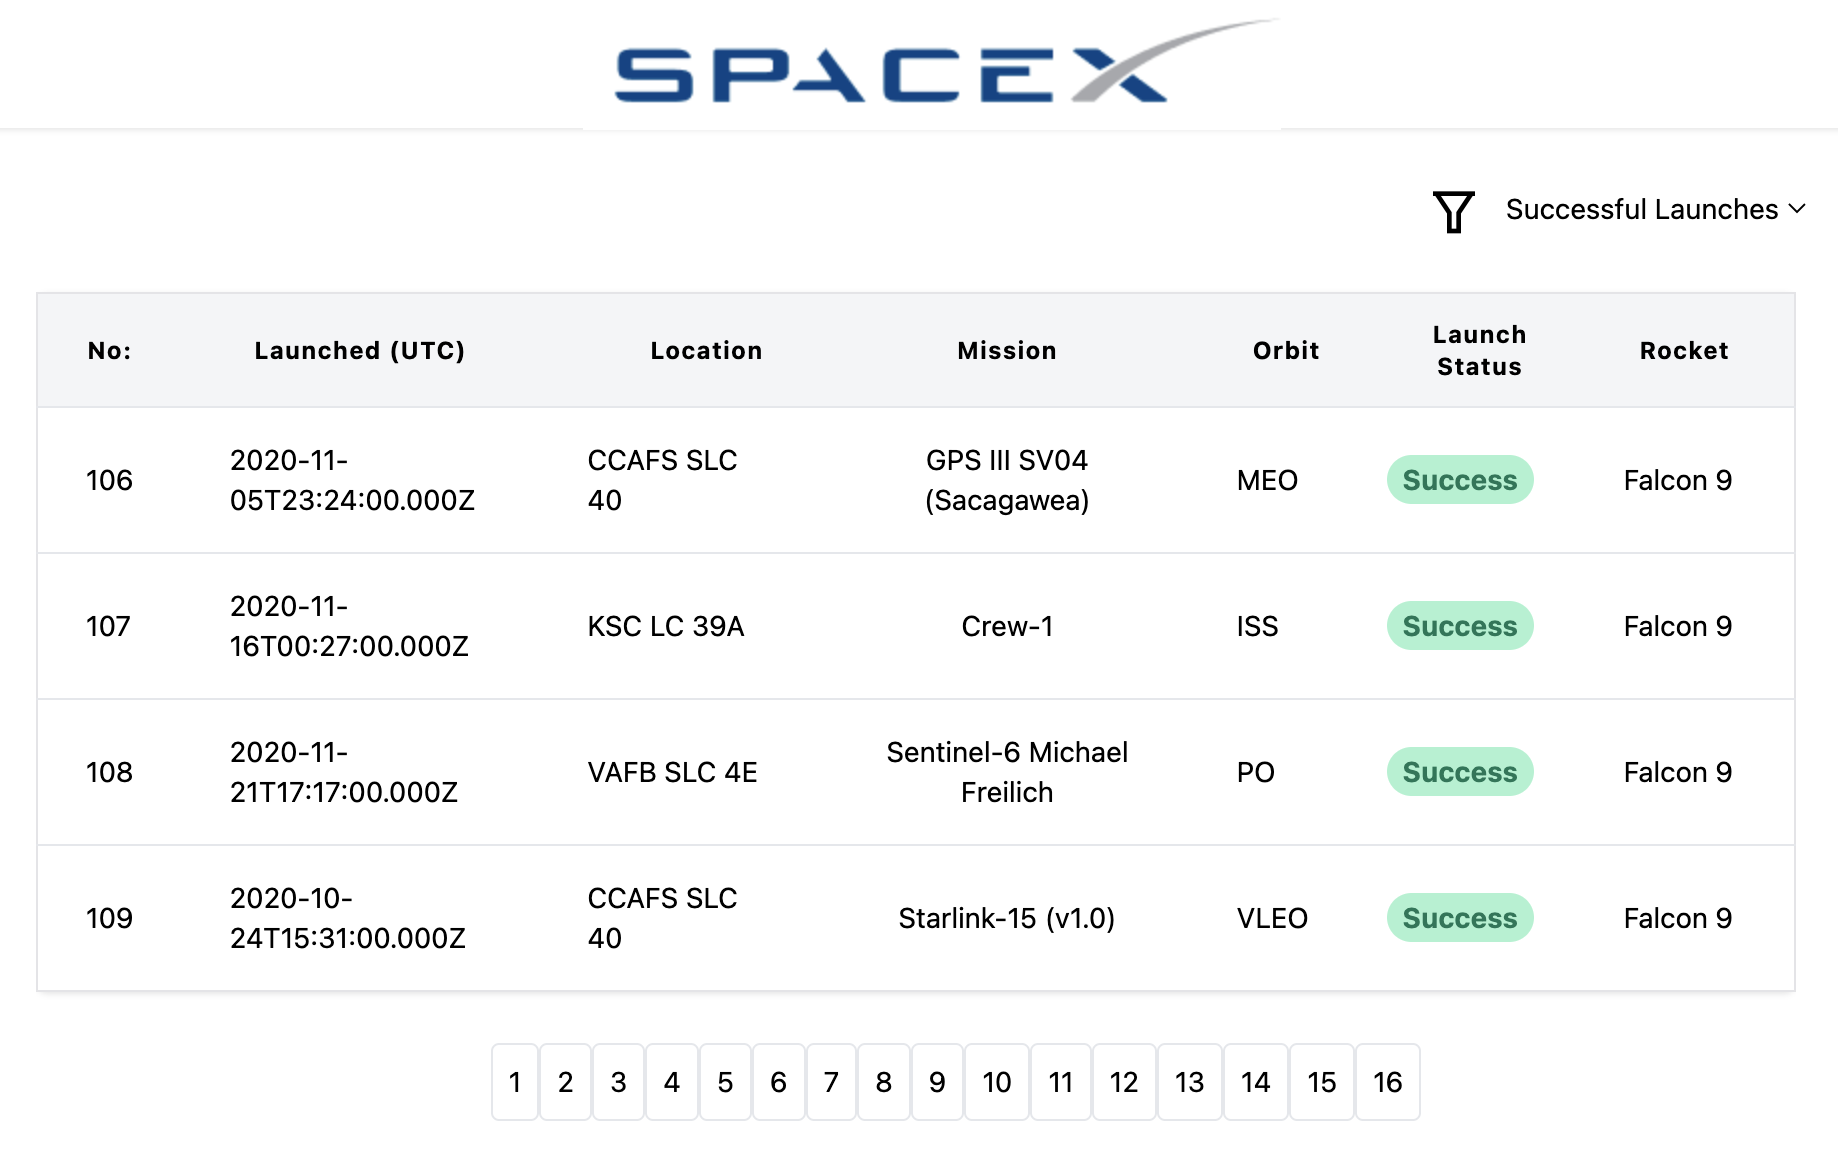 SPACEX
Successful Launches
No: Launched (UTC) Location Mission Orbit Launch Status Rocket
106 2020-11-05T23:24:00.000Z CCAFS SLC 40 GPS III SV04 (Sacagawea) MEO Success Falcon 9
107 2020-11-16T00:27:00.000Z KSC LC 39A Crew-1 ISS Success Falcon 9
108 2020-11-21T17:17:00.000Z VAFB SLC 4E Sentinel-6 Michael Freilich PO Success Falcon 9
109 2020-10-24T15:31:00.000Z CCAFS SLC 40 Starlink-15 (v1.0) VLEO Success Falcon 9
1 2 3 4 5 6 7 8 9 10 11 12 13 14 15 16